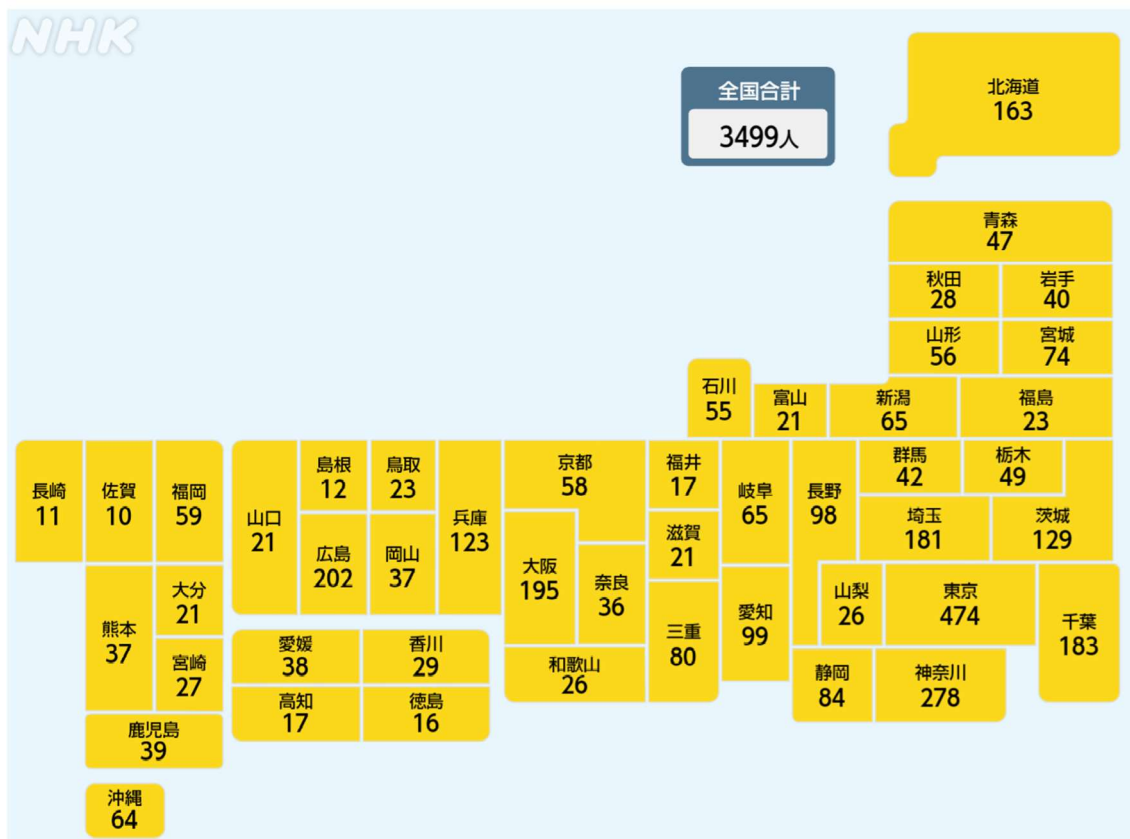 NHK
全国合計
3499人
北海道
163
青森
47
秋田
28
岩手
40
山形
56
宮城
74
石川
55
富山
21
新潟
65
福島
23
長崎
11
佐賀
10
福岡
59
山口
21
島根
12
鳥取
23
兵庫
123
京都
58
福井
17
岐阜
65
長野
98
群馬
42
栃木
49
埼玉
181
茨城
129
広島
202
岡山
37
大阪
195
奈良
36
滋賀
21
三重
80
愛知
99
山梨
26
東京
474
千葉
183
熊本
37
大分
21
宮崎
27
愛媛
38
香川
29
和歌山
26
静岡
84
神奈川
278
高知
17
徳島
16
鹿児島
39
沖縄
64